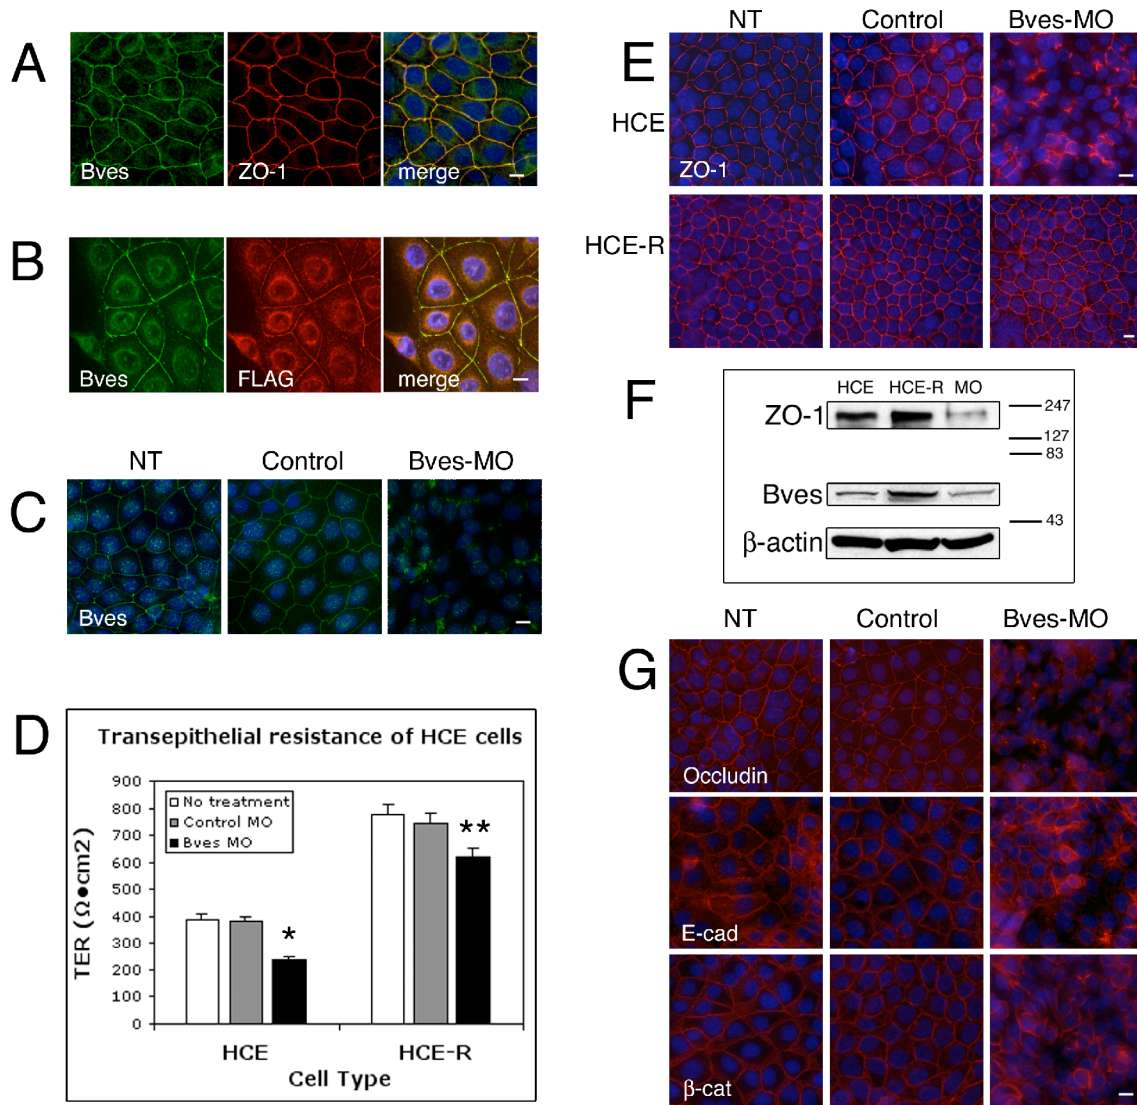 A
Bves
ZO-1
merge
B
Bves
FLAG
merge
NT
Control
Bves-MO
C
Bves
D
Transepithelial resistance of HCE cells
900
800
700
600
500
400
300
200
100
0
TER (Ω●cm2)
No treatment
Control MO
Bves MO
*
**
HCE
HCE-R
Cell Type
NT
Control
Bves-MO
E
HCE
ZO-1
HCE-R
F
HCE
HCE-R
MO
ZO-1
247
127
83
Bves
43
β-actin
NT
Control
Bves-MO
G
Occludin
E-cad
β-cat